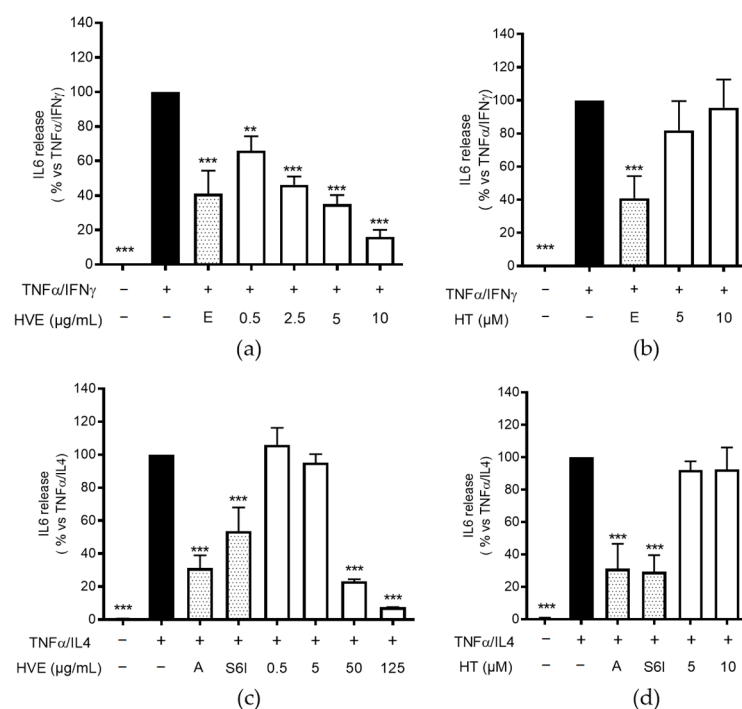 140
120
100
80
60
40
20
0
IL6 release
( % vs TNFα/IFNγ)
***
***
**
***
***
***
TNFα/IFNγ − + + + + + +
HVE (µg/mL) − − E 0.5 2.5 5 10
(a)
140
120
100
80
60
40
20
0
IL6 release
( % vs TNFα/IFNγ)
***
***
TNFα/IFNγ − + + + +
HT (µM) − − E 5 10
(b)
140
120
100
80
60
40
20
0
IL6 release
( % vs TNFα/IL4)
***
***
***
***
***
TNFα/IL4 − + + + + + + +
HVE (µg/mL) − − A S6I 0.5 5 50 125
(c)
140
120
100
80
60
40
20
0
IL6 release
( % vs TNFα/IL4)
***
***
***
TNFα/IL4 − + + + + +
HT (µM) − − A S6I 5 10
(d)